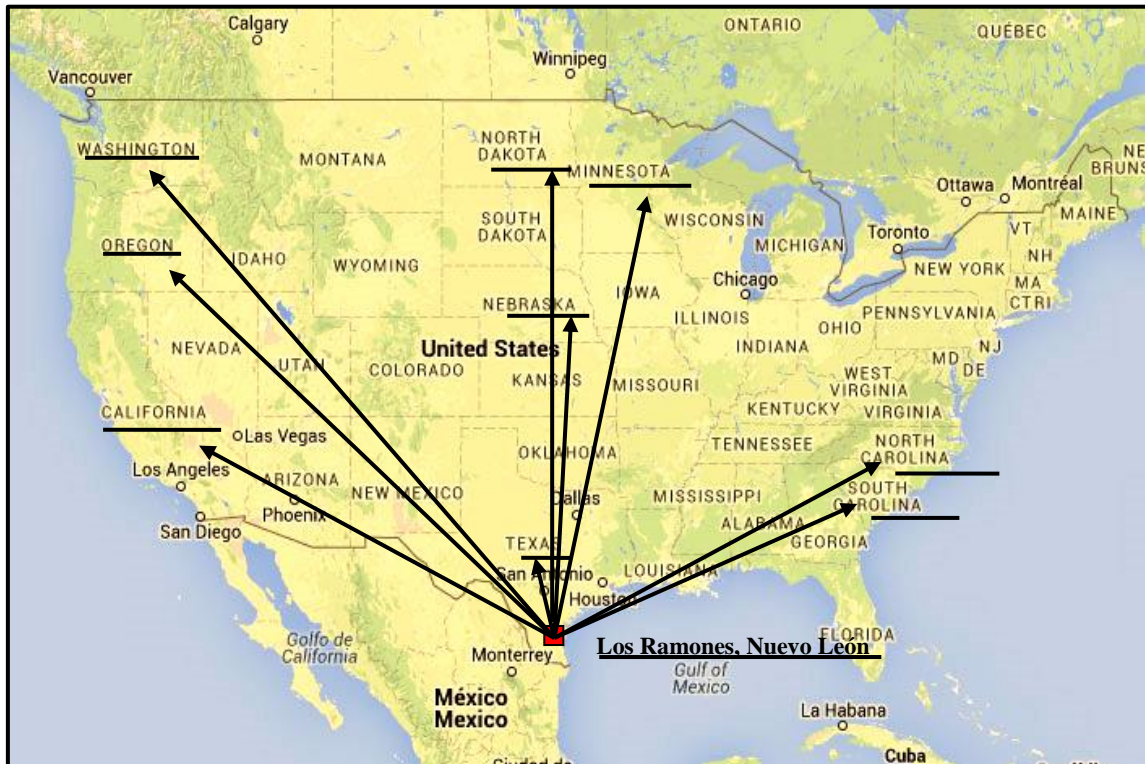 Calgary
ONTARIO
QUÉBEC
Winnipeg
Vancouver
WASHINGTON
MONTANA
NORTH
DAKOTA
MINNESOTA
NE
BRUNS
Ottawa
Montréal
MAINE
OREGON
IDAHO
SOUTH
DAKOTA
WISCONSIN
MICHIGAN
Toronto
VT
NH
WYOMING
NEW YORK
MA
CT
RI
Chicago
IOWA
NEBRASKA
ILLINOIS
OHIO
PENNSYLVANIA
NJ
NEVADA
UTAH
United States
COLORADO
KANSAS
MISSOURI
INDIANA
MD
DE
WEST
VIRGINIA
KENTUCKY
VIRGINIA
CALIFORNIA
Las Vegas
OKLAHOMA
TENNESSEE
NORTH
CAROLINA
Los Angeles
ARIZONA
NEW MEXICO
Dallas
MISSISSIPPI
SOUTH
CAROLINA
Phoenix
San Diego
ALABAMA
GEORGIA
TEXAS
San Antonio
LOUISIANA
Houston
Golfo de
California
Monterrey
Los Ramones, Nuevo León
FLORIDA
Gulf of
Mexico
México
Mexico
La Habana
Cuba
Ciudad de